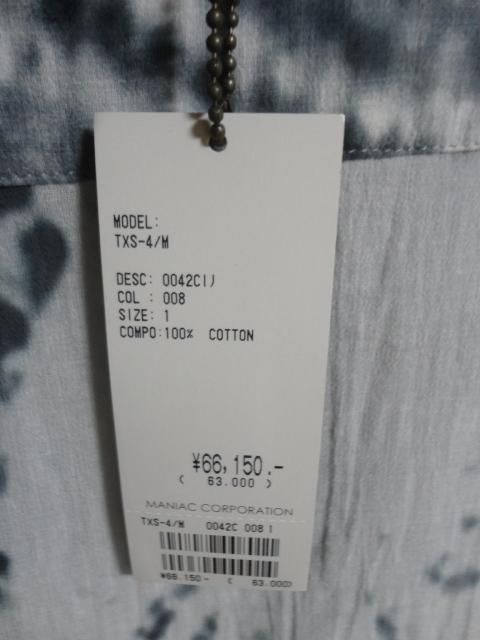 MODEL:
TXS-4/M
DESC: 0042C
COL : 008
SIZE: 1
COMPO:100% COTTON
¥66,150.-
( 63.000 )
MANIAC CORPORATION
TXS-4/M 0042C 008 1
¥66.150- ( 63.000)